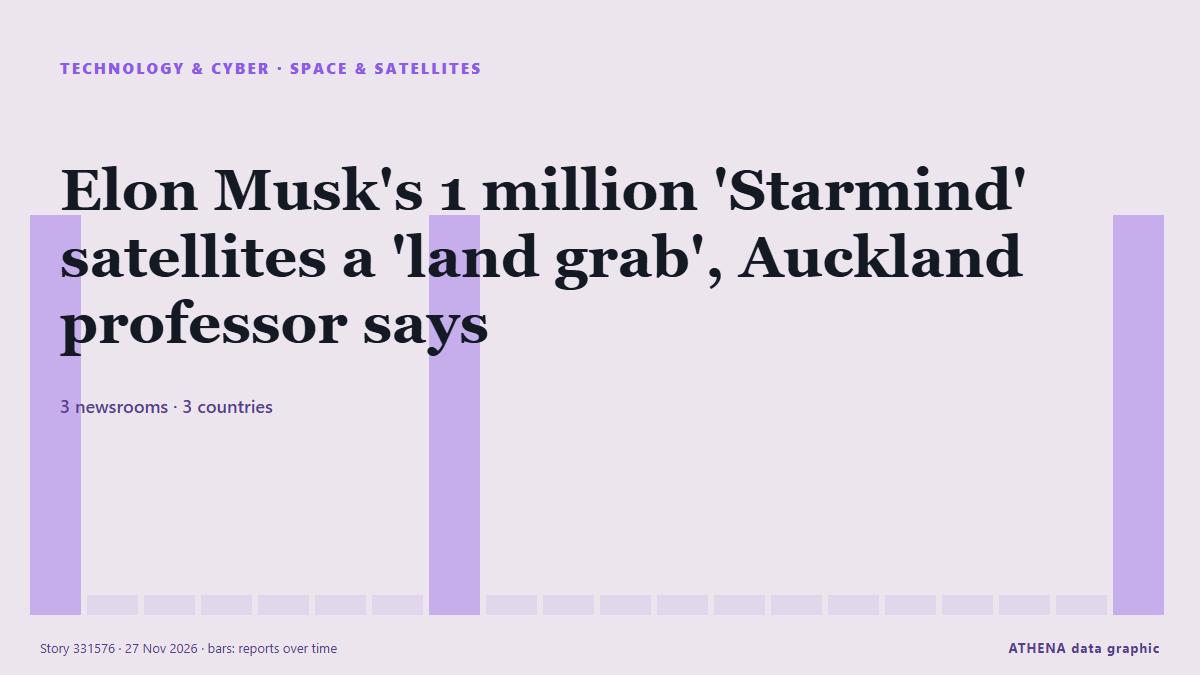 TECHNOLOGY & CYBER · SPACE & SATELLITES
Elon Musk's 1 million 'Starmind'
satellites a 'land grab', Auckland
professor says
3 newsrooms · 3 countries
Story 331576 · 27 Nov 2026 · bars: reports over time
ATHENA data graphic